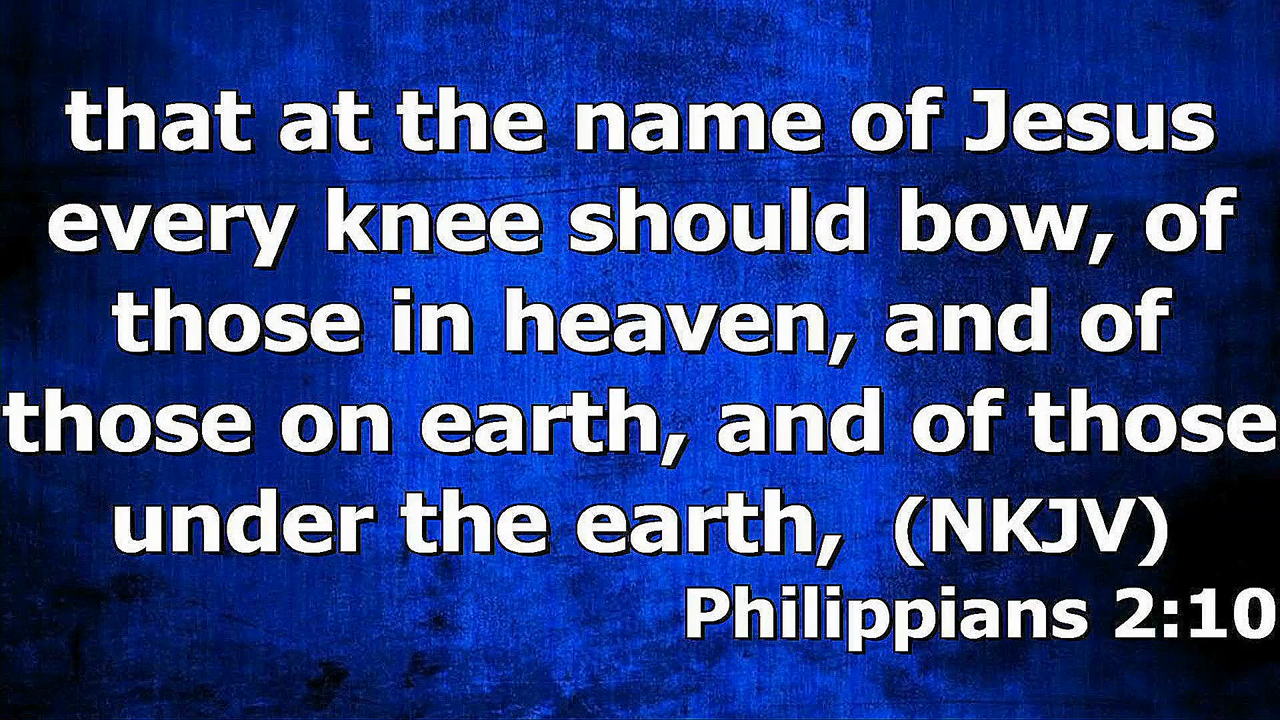 that at the name of Jesus
every knee should bow, of
those in heaven, and of
those on earth, and of those
under the earth, (NKJV)
Philippians 2:10